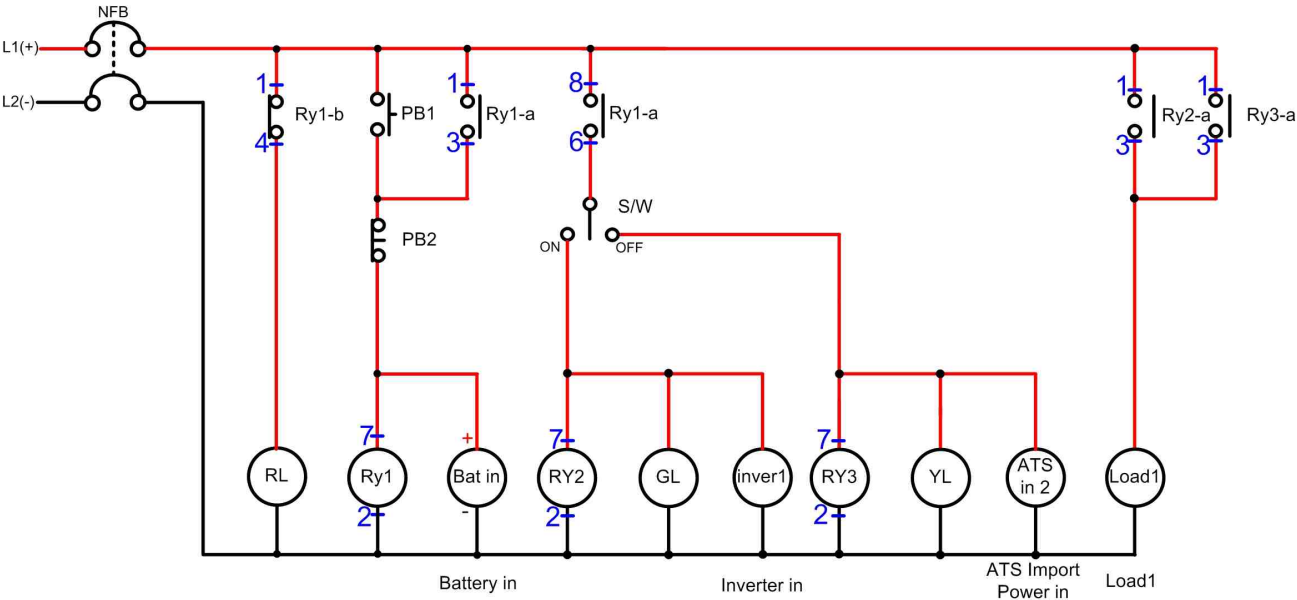 NFB
L1(+)
L2(-)
1
Ry1-b
4
PB1
1
Ry1-a
3
8
Ry1-a
6
1
Ry2-a
3
1
Ry3-a
3
PB2
S/W
ON
OFF
7
+
7
7
RL
Ry1
Bat in
RY2
GL
inver1
RY3
YL
ATS
in 2
Load1
2
-
2
2
Battery in
Inverter in
ATS Import
Power in
Load1